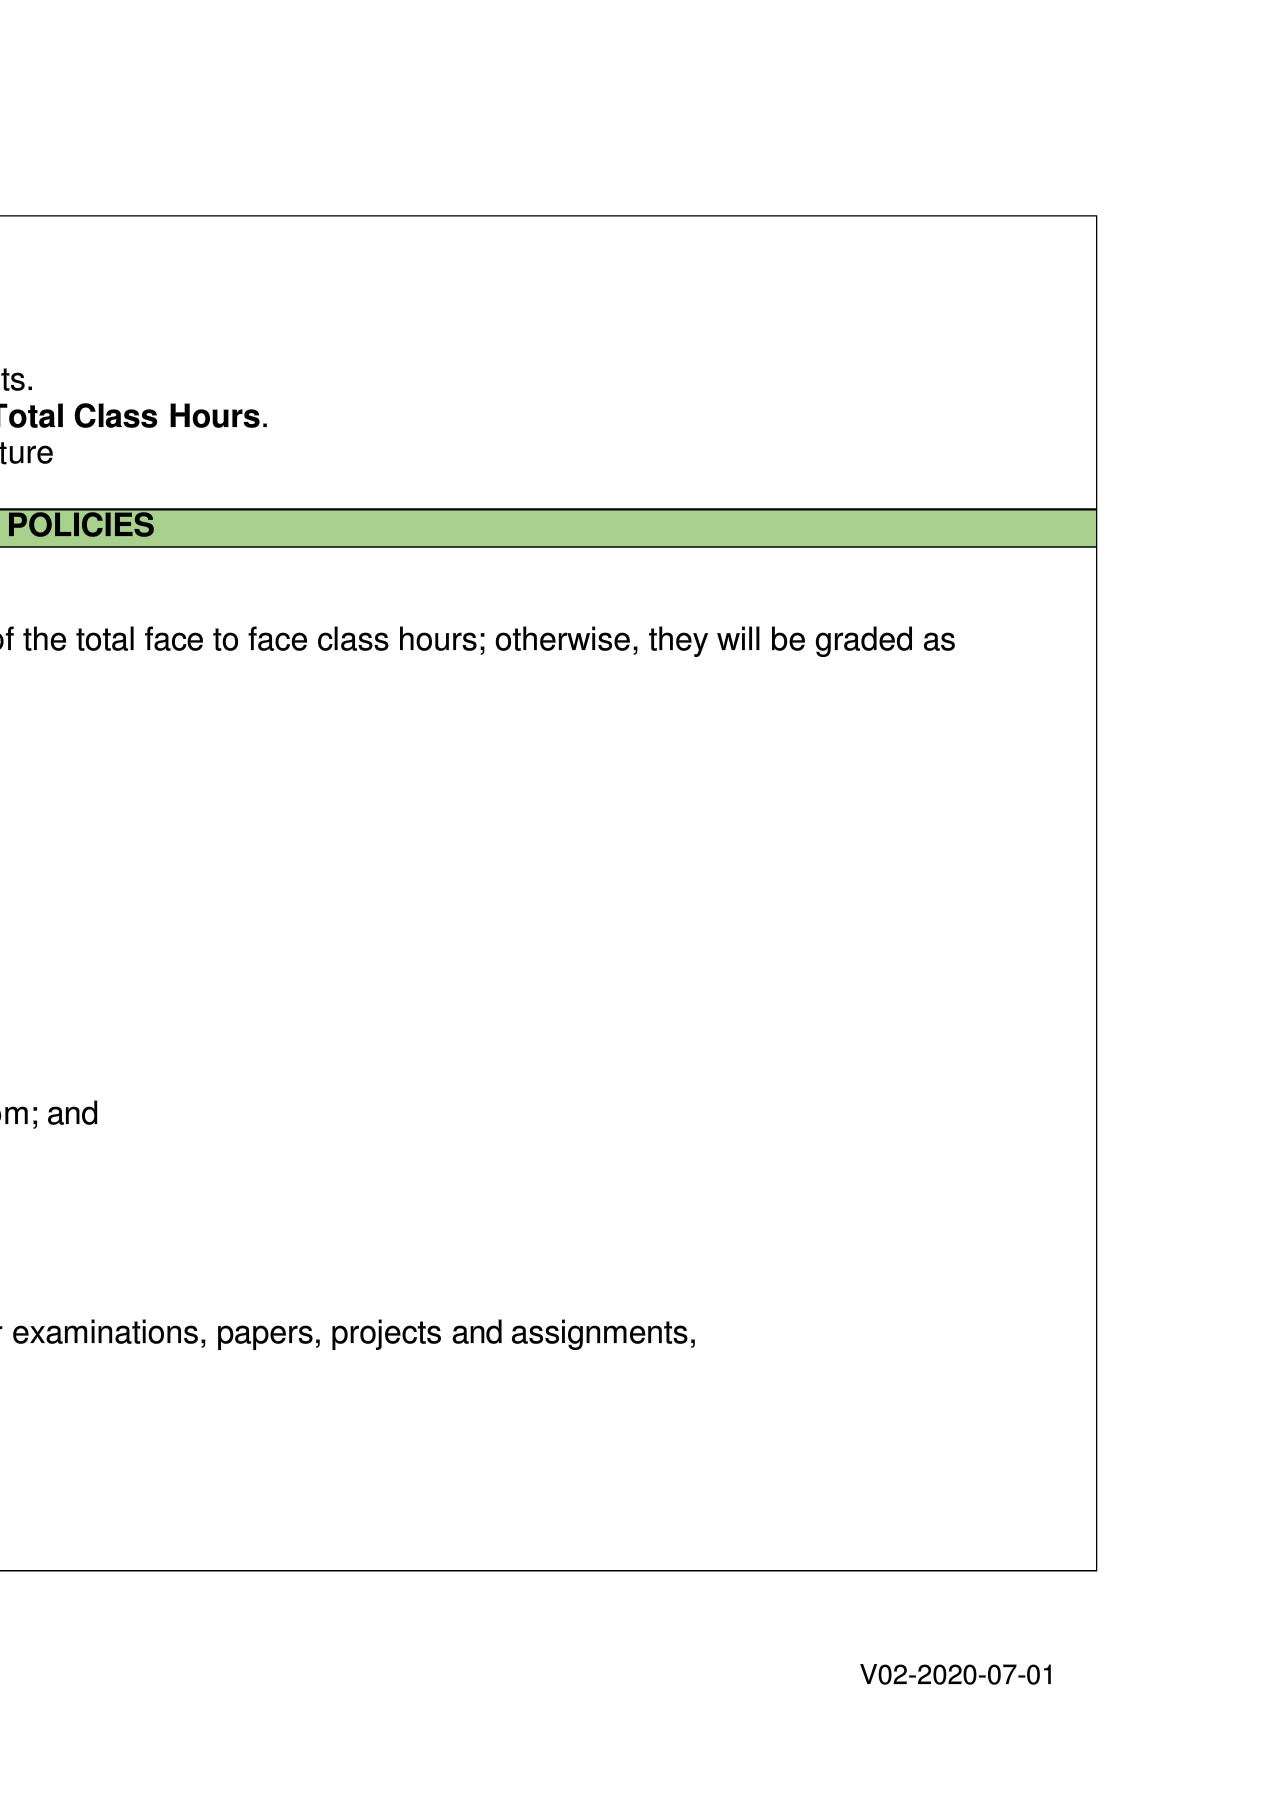 ts.
Total Class Hours.
ture
POLICIES
of the total face to face class hours; otherwise, they will be graded as
om; and
r examinations, papers, projects and assignments,
V02-2020-07-01